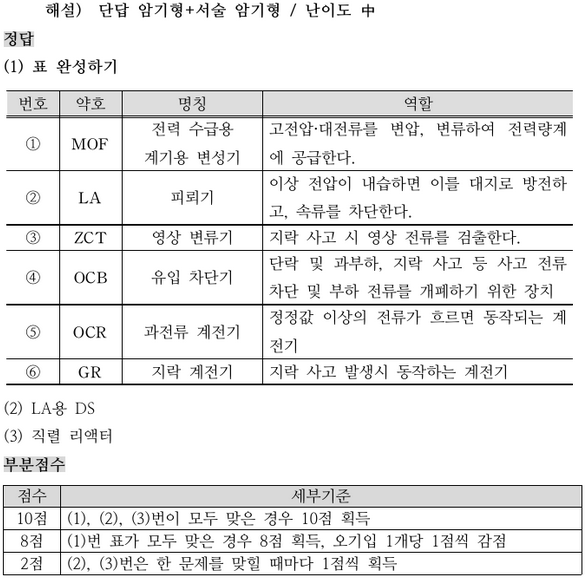 해설) 단답 암기형+서술 암기형 / 난이도 中
정답
(1) 표 완성하기
번호 약호 명칭 역할
① MOF 전력 수급용 계기용 변성기 고전압·대전류를 변압, 변류하여 전력량계
에 공급한다.
② LA 피뢰기 이상 전압이 내습하면 이를 대지로 방전하
고, 속류를 차단한다.
③ ZCT 영상 변류기 지락 사고 시 영상 전류를 검출한다.
④ OCB 유입 차단기 단락 및 과부하, 지락 사고 등 사고 전류
차단 및 부하 전류를 개폐하기 위한 장치
⑤ OCR 과전류 계전기 정정값 이상의 전류가 흐르면 동작되는 계
전기
⑥ GR 지락 계전기 지락 사고 발생시 동작하는 계전기
(2) LA용 DS
(3) 직렬 리액터
부분점수
점수 세부기준
10점 (1), (2), (3)번이 모두 맞은 경우 10점 획득
8점 (1)번 표가 모두 맞은 경우 8점 획득, 오기입 1개당 1점씩 감점
2점 (2), (3)번은 한 문제를 맞힐 때마다 1점씩 획득